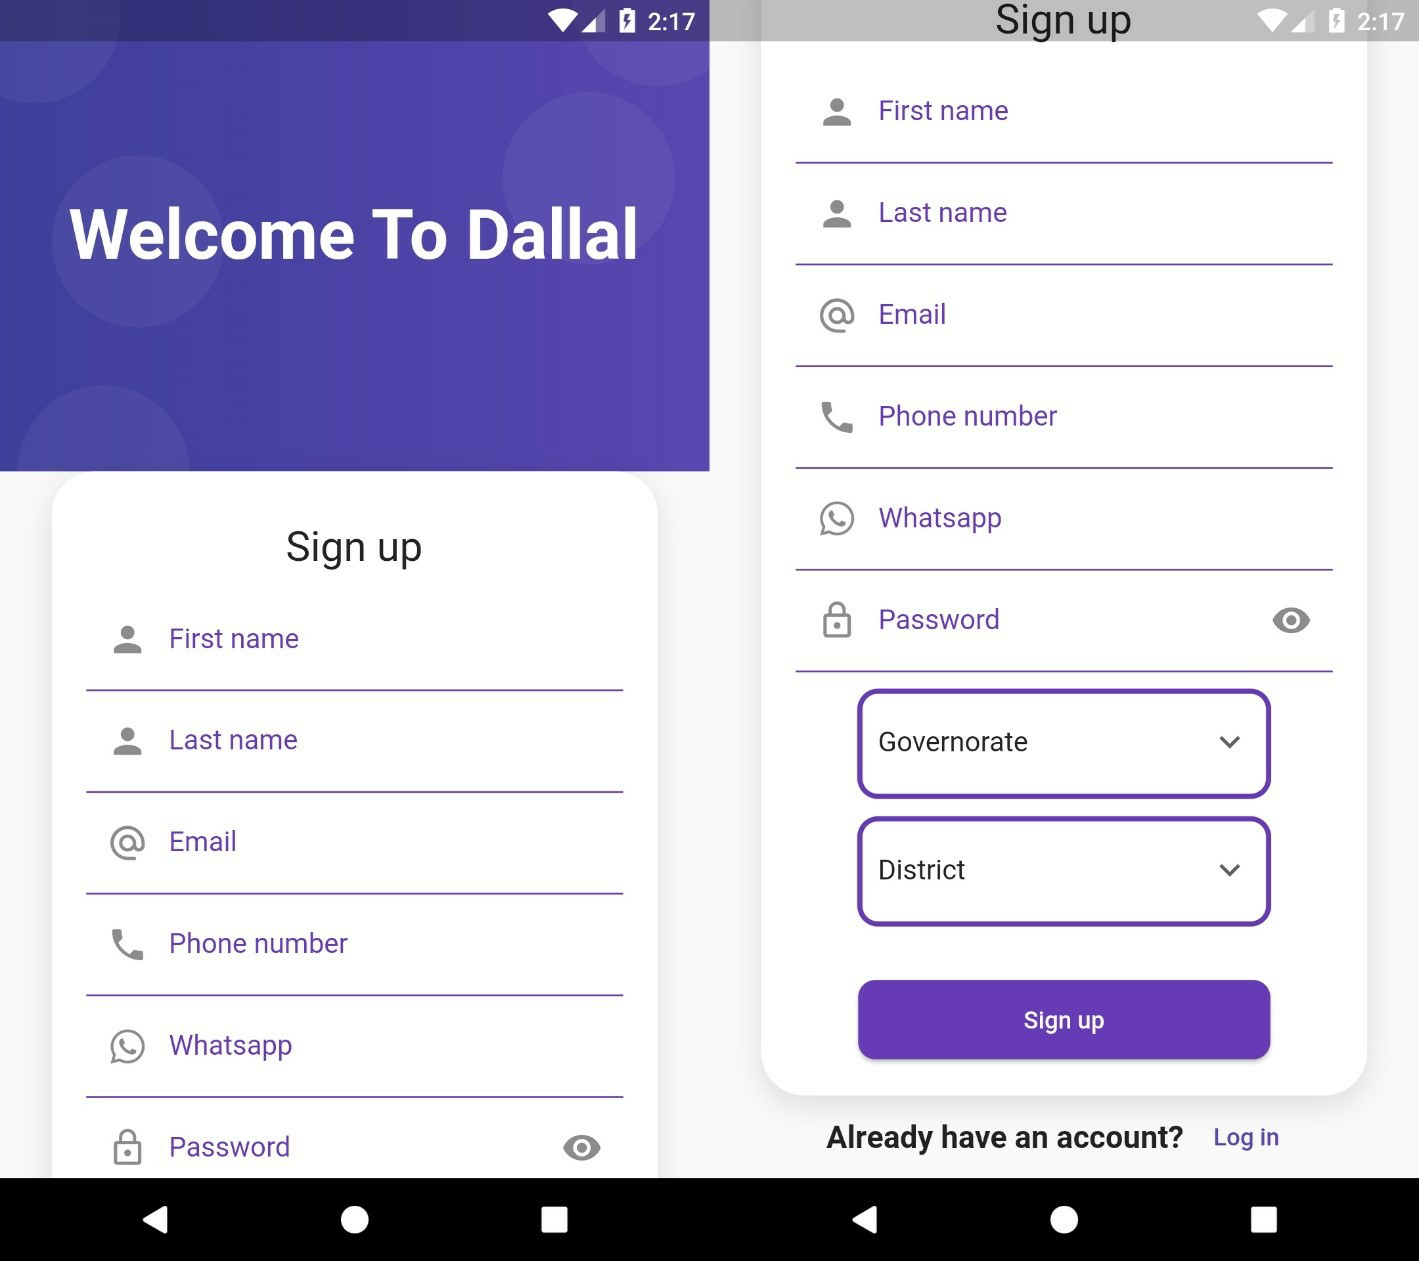 2:17
Welcome To Dallal
Sign up
First name
Last name
Email
Phone number
Whatsapp
Password
2:17
Sign up
First name
Last name
Email
Phone number
Whatsapp
Password
Governorate
District
Sign up
Already have an account? Log in